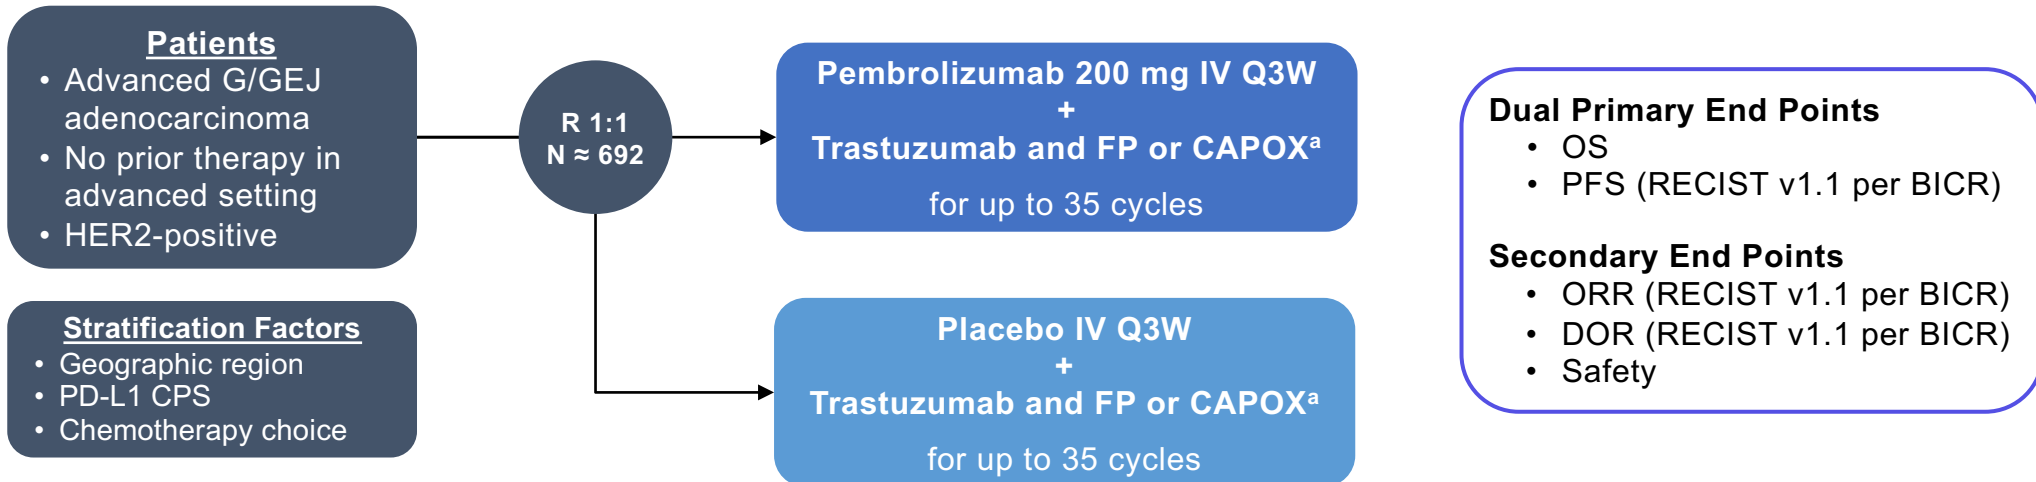 Patients
• Advanced G/GEJ
adenocarcinoma
• No prior therapy in
advanced setting
• HER2-positive
Stratification Factors
• Geographic region
• PD-L1 CPS
• Chemotherapy choice
R 1:1
N ≈ 692
Pembrolizumab 200 mg IV Q3W
+
Trastuzumab and FP or CAPOXᵃ
for up to 35 cycles
Placebo IV Q3W
+
Trastuzumab and FP or CAPOXᵃ
for up to 35 cycles
Dual Primary End Points
• OS
• PFS (RECIST v1.1 per BICR)
Secondary End Points
• ORR (RECIST v1.1 per BICR)
• DOR (RECIST v1.1 per BICR)
• Safety